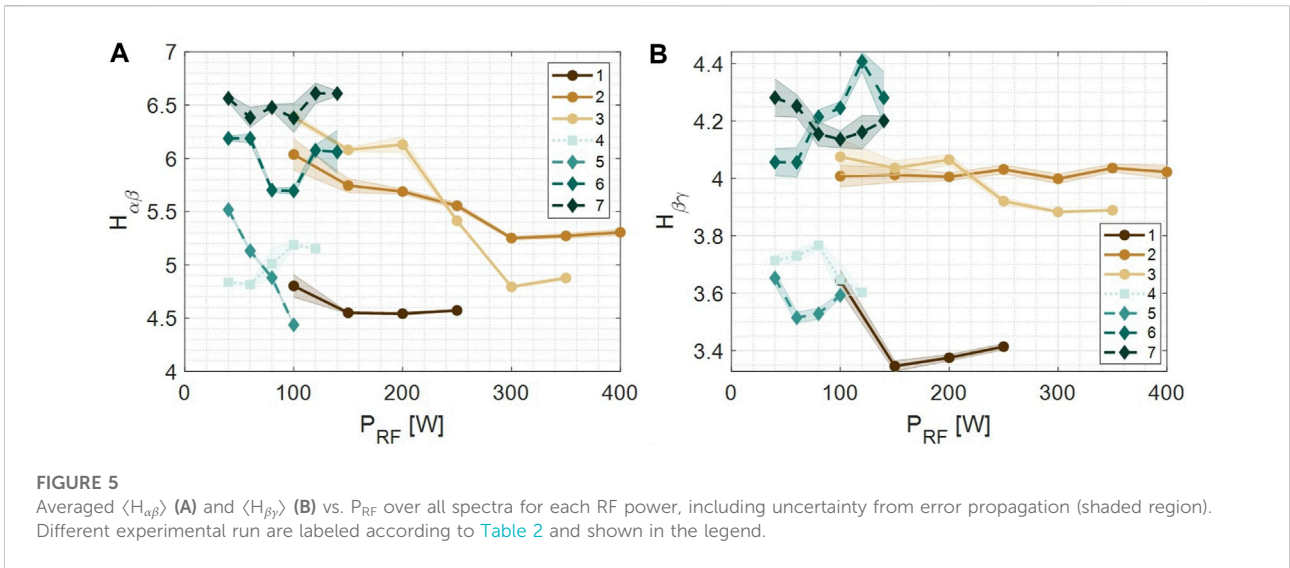 A
7
6.5
6
5.5
5
4.5
4
H_αβ
0 100 200 300 400
P_RF [W]
1
2
3
4
5
6
7
B
4.4
4.2
4
3.8
3.6
3.4
H_βγ
0 100 200 300 400
P_RF [W]
1
2
3
4
5
6
7
FIGURE 5
Averaged ⟨H_αβ⟩ (A) and ⟨H_βγ⟩ (B) vs. P_RF over all spectra for each RF power, including uncertainty from error propagation (shaded region).
Different experimental run are labeled according to Table 2 and shown in the legend.